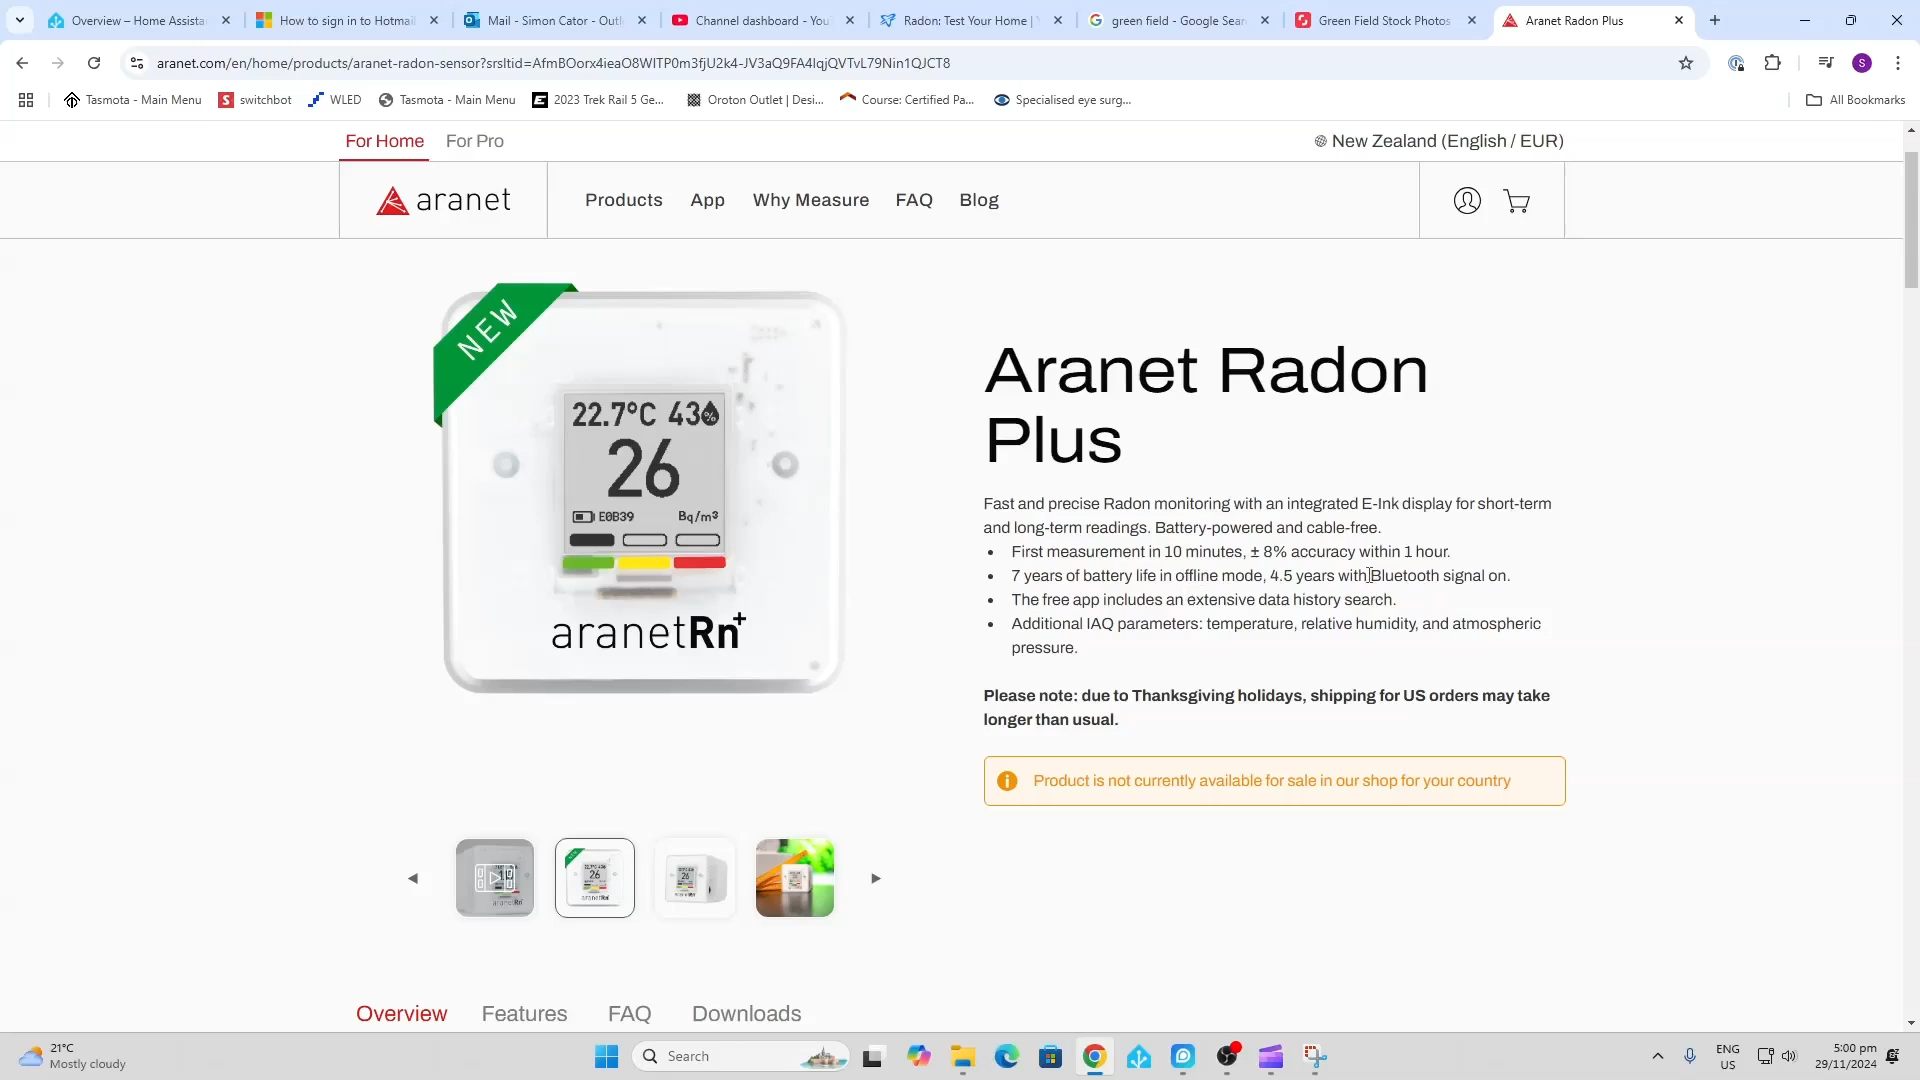 Overview – Home Assista
How to sign in to Hotmai
Mail - Simon Cator - Outl
Channel dashboard - You
Radon: Test Your Home |
green field - Google Sear
Green Field Stock Photos
Aranet Radon Plus
aranet.com/en/home/products/aranet-radon-sensor?srsltid=AfmBOorx4ieaO8WITP0m3fjU2k4-JV3aQ9FA4lqjQVTvL79Nin1QJCT8
S
Tasmota - Main Menu
switchbot
WLED
Tasmota - Main Menu
2023 Trek Rail 5 Ge...
Oroton Outlet | Desi...
Course: Certified Pa...
Specialised eye surg...
All Bookmarks
For Home
For Pro
New Zealand (English / EUR)
aranet
Products
App
Why Measure
FAQ
Blog
NEW
22.7°C 43%
26
E0B39
Bq/m³
aranetRn+
Aranet Radon
Plus
Fast and precise Radon monitoring with an integrated E-Ink display for short-term
and long-term readings. Battery-powered and cable-free.
• First measurement in 10 minutes, ± 8% accuracy within 1 hour.
• 7 years of battery life in offline mode, 4.5 years with Bluetooth signal on.
• The free app includes an extensive data history search.
• Additional IAQ parameters: temperature, relative humidity, and atmospheric
pressure.
Please note: due to Thanksgiving holidays, shipping for US orders may take
longer than usual.
Product is not currently available for sale in our shop for your country
Overview
Features
FAQ
Downloads
21°C
Mostly cloudy
Search
ENG
US
5:00 pm
29/11/2024